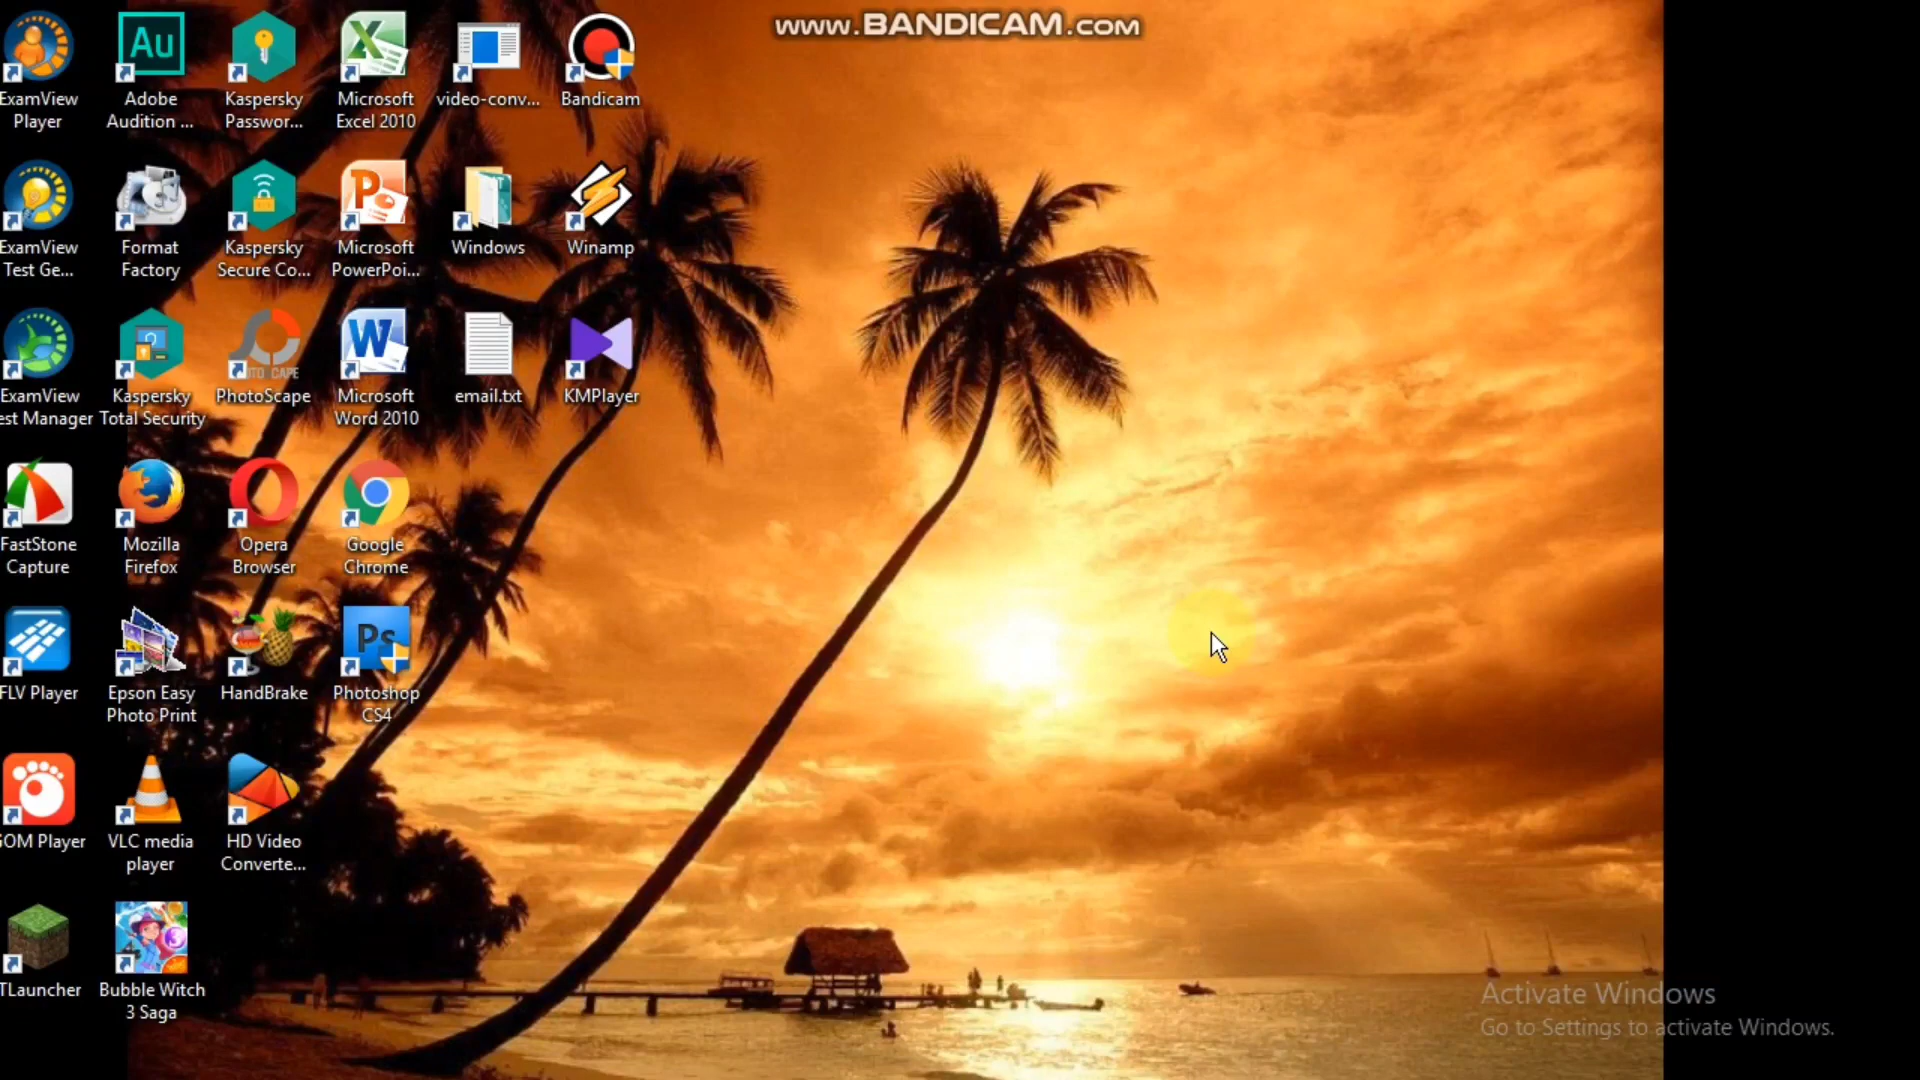 www.BANDICAM.com
ExamView
Player
Au
Adobe
Audition ...
Kaspersky
Passwor...
Microsoft
Excel 2010
video-conv...
Bandicam
ExamView
Test Ge...
Format
Factory
Kaspersky
Secure Co...
Microsoft
PowerPoi...
Windows
Winamp
ExamView
est Manager
Kaspersky
Total Security
PhotoScape
Microsoft
Word 2010
email.txt
KMPlayer
FastStone
Capture
Mozilla
Firefox
Opera
Browser
Google
Chrome
FLV Player
Epson Easy
Photo Print
HandBrake
Ps
Photoshop
CS4
GOM Player
VLC media
player
HD Video
Converte...
TLauncher
Bubble Witch
3 Saga
Activate Windows
Go to Settings to activate Windows.